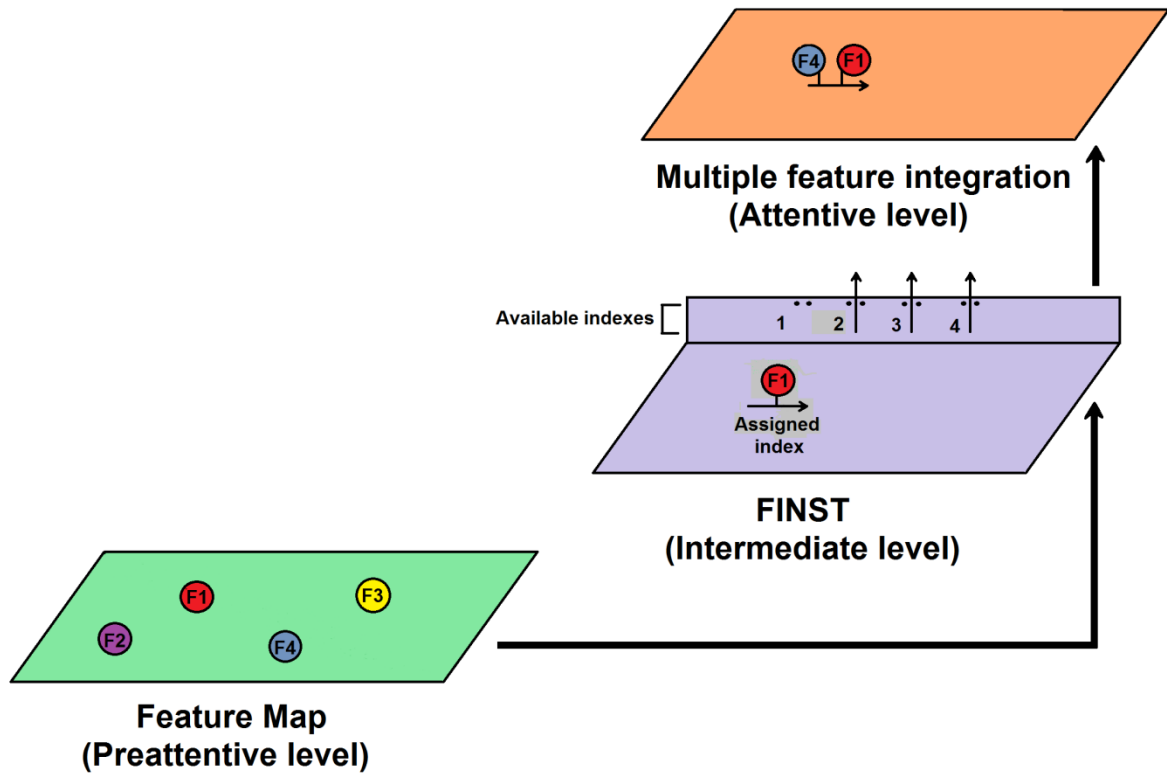 F4 F1
Multiple feature integration
(Attentive level)
Available indexes
1 2 3 4
F1
Assigned
index
FINST
(Intermediate level)
F1 F3
F2 F4
Feature Map
(Preattentive level)